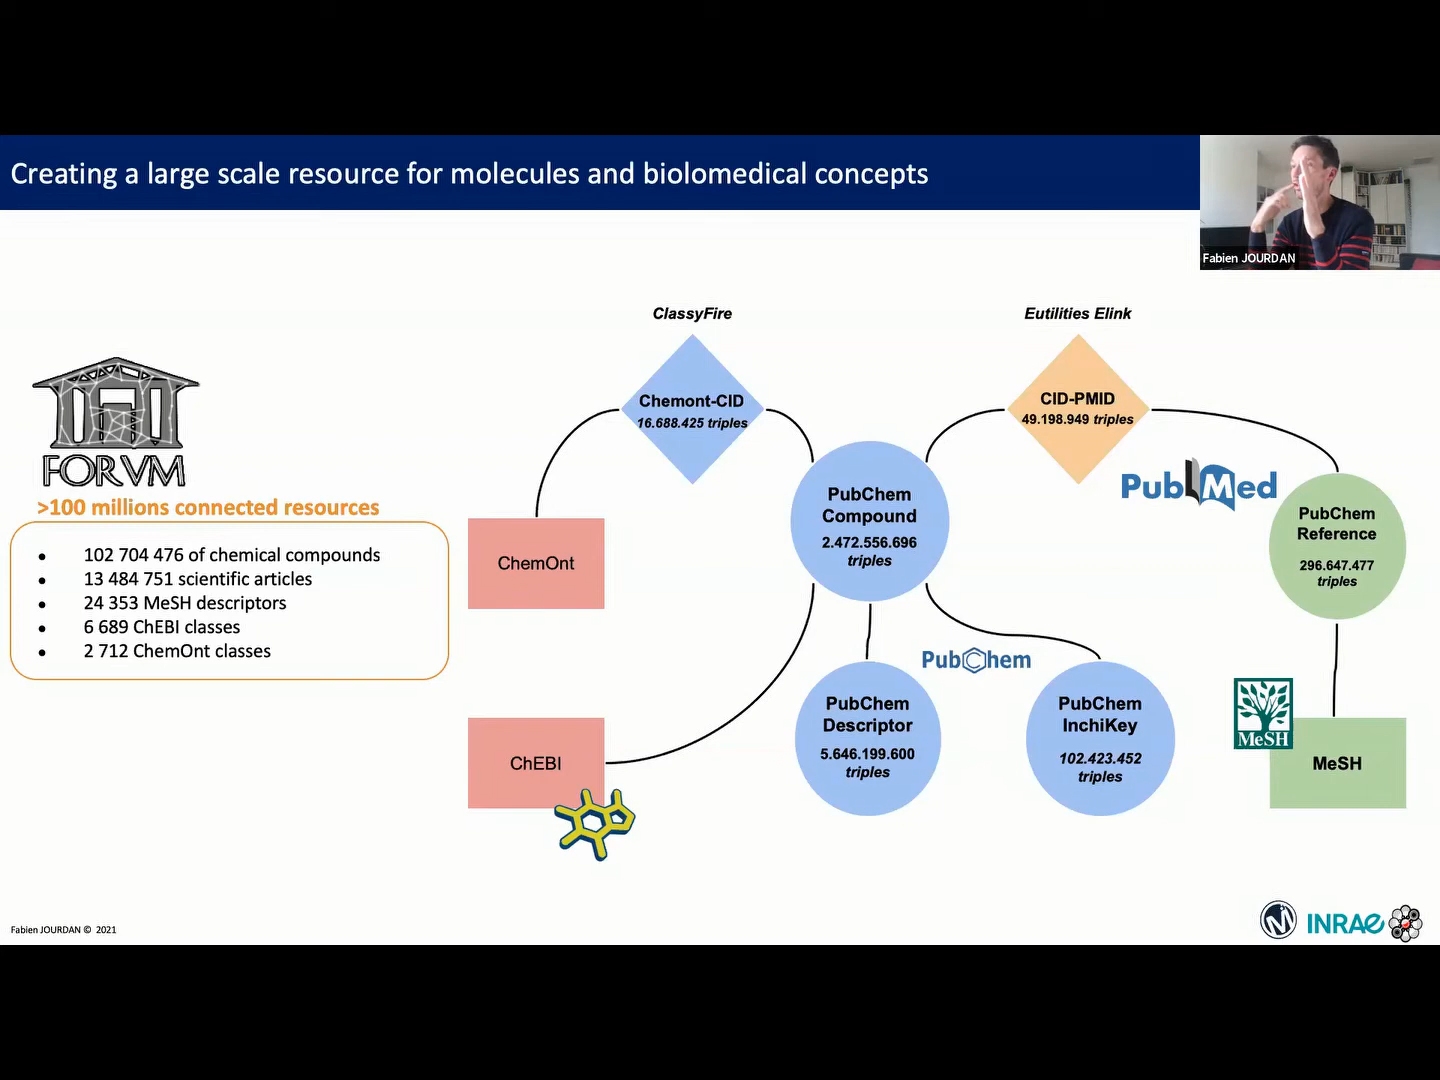 Creating a large scale resource for molecules and biolomedical concepts
Fabien JOURDAN
FORVM
>100 millions connected resources
• 102 704 476 of chemical compounds
• 13 484 751 scientific articles
• 24 353 MeSH descriptors
• 6 689 ChEBI classes
• 2 712 ChemOnt classes
ClassyFire
Chemont-CID
16.688.425 triples
Eutilities Elink
CID-PMID
49.198.949 triples
PubMed
PubChem
Compound
2.472.556.696
triples
PubChem
Reference
296.647.477
triples
ChemOnt
PubChem
PubChem
Descriptor
5.646.199.600
triples
PubChem
InchiKey
102.423.452
triples
MeSH
MeSH
ChEBI
Fabien JOURDAN © 2021
M
INRAE